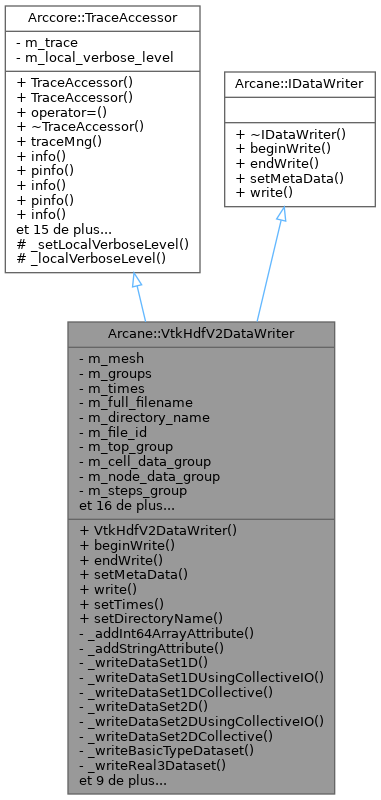 Arccore::TraceAccessor
- m_trace
- m_local_verbose_level
+ TraceAccessor()
+ TraceAccessor()
+ operator=()
+ ~TraceAccessor()
+ traceMng()
+ info()
+ pinfo()
+ info()
+ pinfo()
+ info()
et 15 de plus...
# _setLocalVerboseLevel()
# _localVerboseLevel()
Arcane::IDataWriter
+ ~IDataWriter()
+ beginWrite()
+ endWrite()
+ setMetaData()
+ write()
Arcane::VtkHdfV2DataWriter
- m_mesh
- m_groups
- m_times
- m_full_filename
- m_directory_name
- m_file_id
- m_top_group
- m_cell_data_group
- m_node_data_group
- m_steps_group
et 16 de plus...
+ VtkHdfV2DataWriter()
+ beginWrite()
+ endWrite()
+ setMetaData()
+ write()
+ setTimes()
+ setDirectoryName()
- _addInt64ArrayAttribute()
- _addStringAttribute()
- _writeDataSet1D()
- _writeDataSet1DUsingCollectiveIO()
- _writeDataSet1DCollective()
- _writeDataSet2D()
- _writeDataSet2DUsingCollectiveIO()
- _writeDataSet2DCollective()
- _writeBasicTypeDataset()
- _writeReal3Dataset()
et 9 de plus...